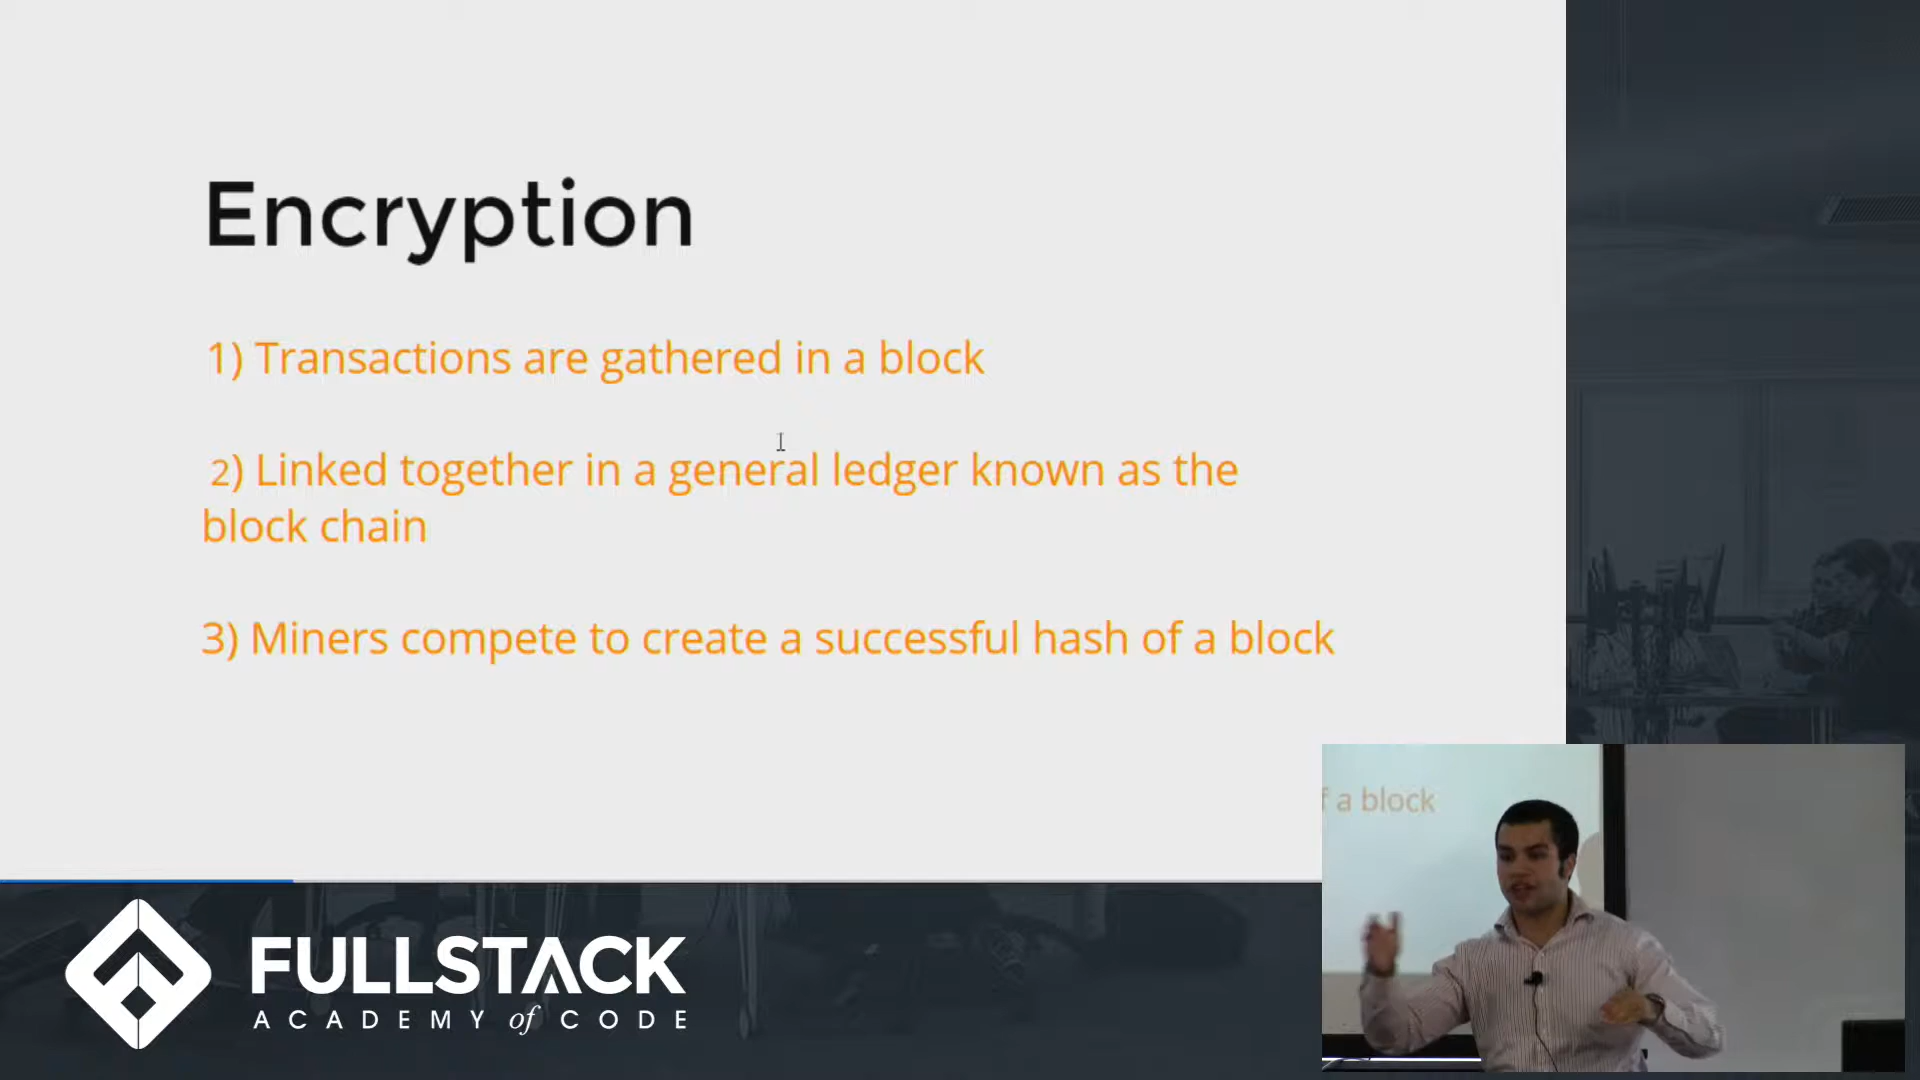 Encryption
1) Transactions are gathered in a block
2) Linked together in a general ledger known as the
block chain
3) Miners compete to create a successful hash of a block
f a block
FULLSTACK
ACADEMY of CODE